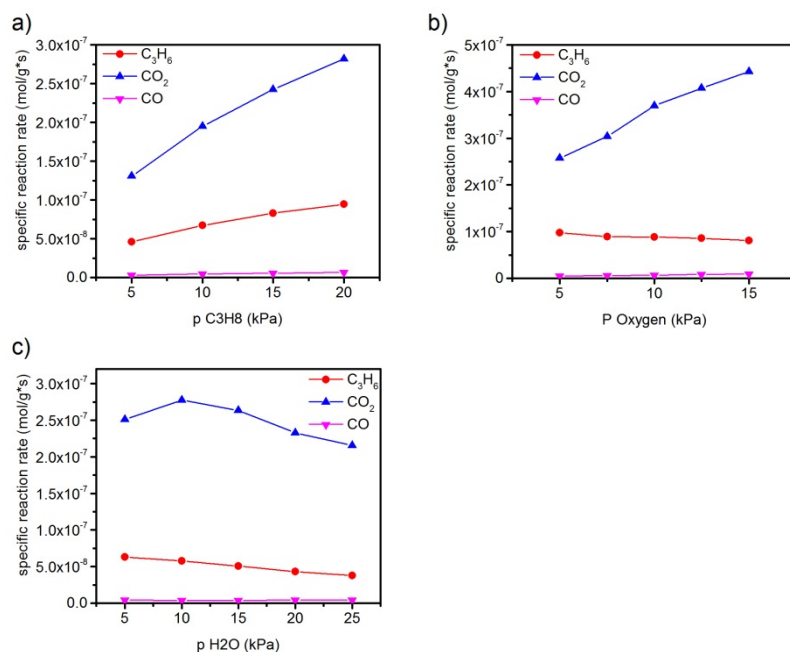 a)
specific reaction rate (mol/g*s)
3.0x10⁻⁷
2.5x10⁻⁷
2.0x10⁻⁷
1.5x10⁻⁷
1.0x10⁻⁷
5.0x10⁻⁸
0.0
C₃H₆
CO₂
CO
5 10 15 20
p C3H8 (kPa)
b)
specific reaction rate (mol/g*s)
5x10⁻⁷
4x10⁻⁷
3x10⁻⁷
2x10⁻⁷
1x10⁻⁷
0
C₃H₆
CO₂
CO
5 10 15
P Oxygen (kPa)
c)
specific reaction rate (mol/g*s)
3.0x10⁻⁷
2.5x10⁻⁷
2.0x10⁻⁷
1.5x10⁻⁷
1.0x10⁻⁷
5.0x10⁻⁸
0.0
C₃H₆
CO₂
CO
5 10 15 20 25
p H2O (kPa)